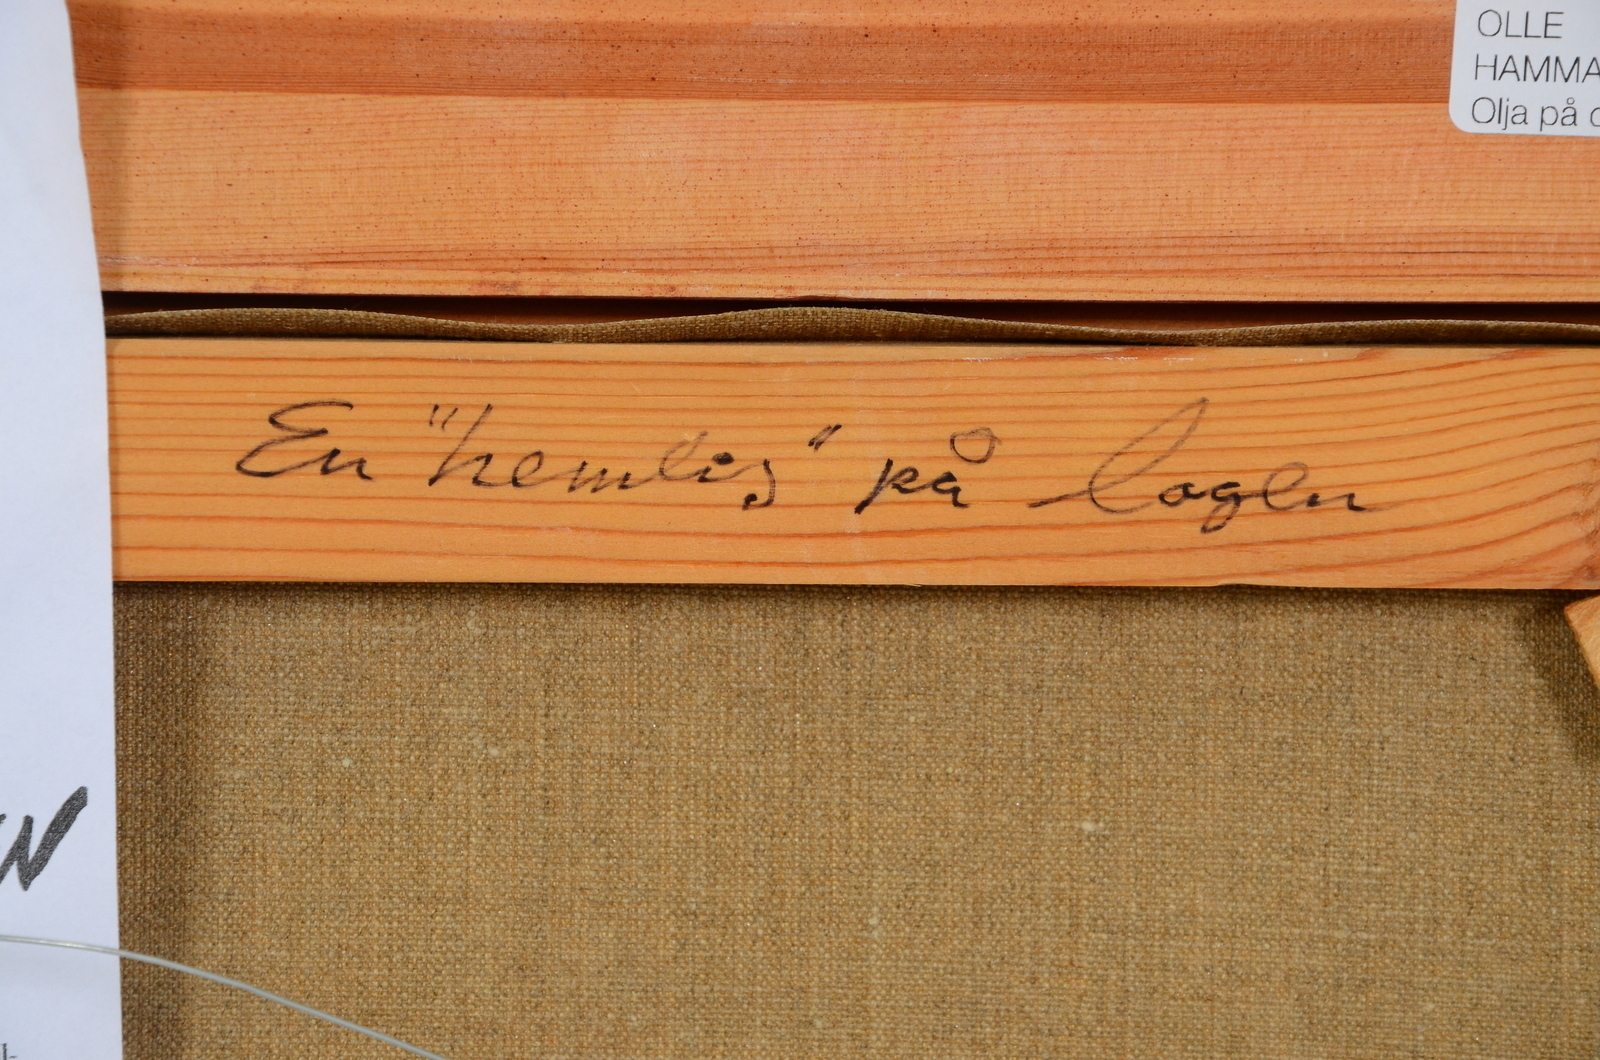 OLLE
HAMMA
Olja på
En "hemlis" på logen